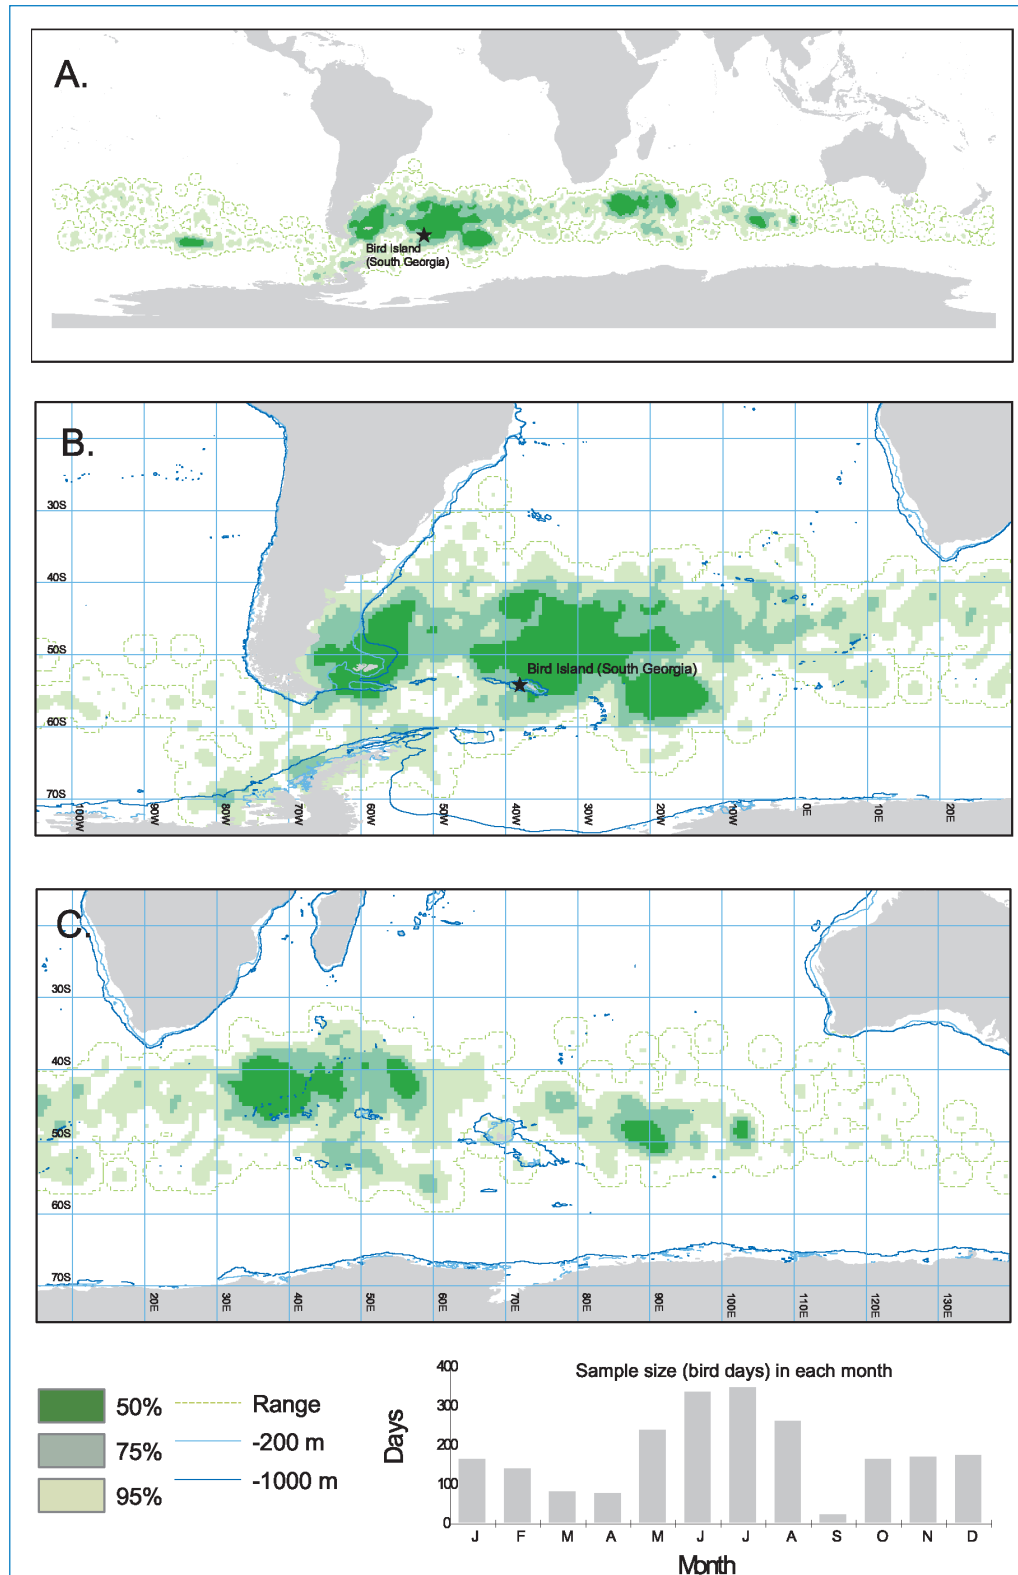 A.
Bird Island
(South Georgia)
B.
30S
40S
50S
60S
70S
Bird Island (South Georgia)
100W
90W
80W
70W
60W
50W
40W
30W
20W
10W
0E
10E
20E
C.
30S
40S
50S
60S
70S
20E
30E
40E
50E
60E
70E
80E
90E
100E
110E
120E
130E
50%
75%
95%
Range
-200 m
-1000 m
Sample size (bird days) in each month
Days
400
300
200
100
0
J F M A M J J A S O N D
Month